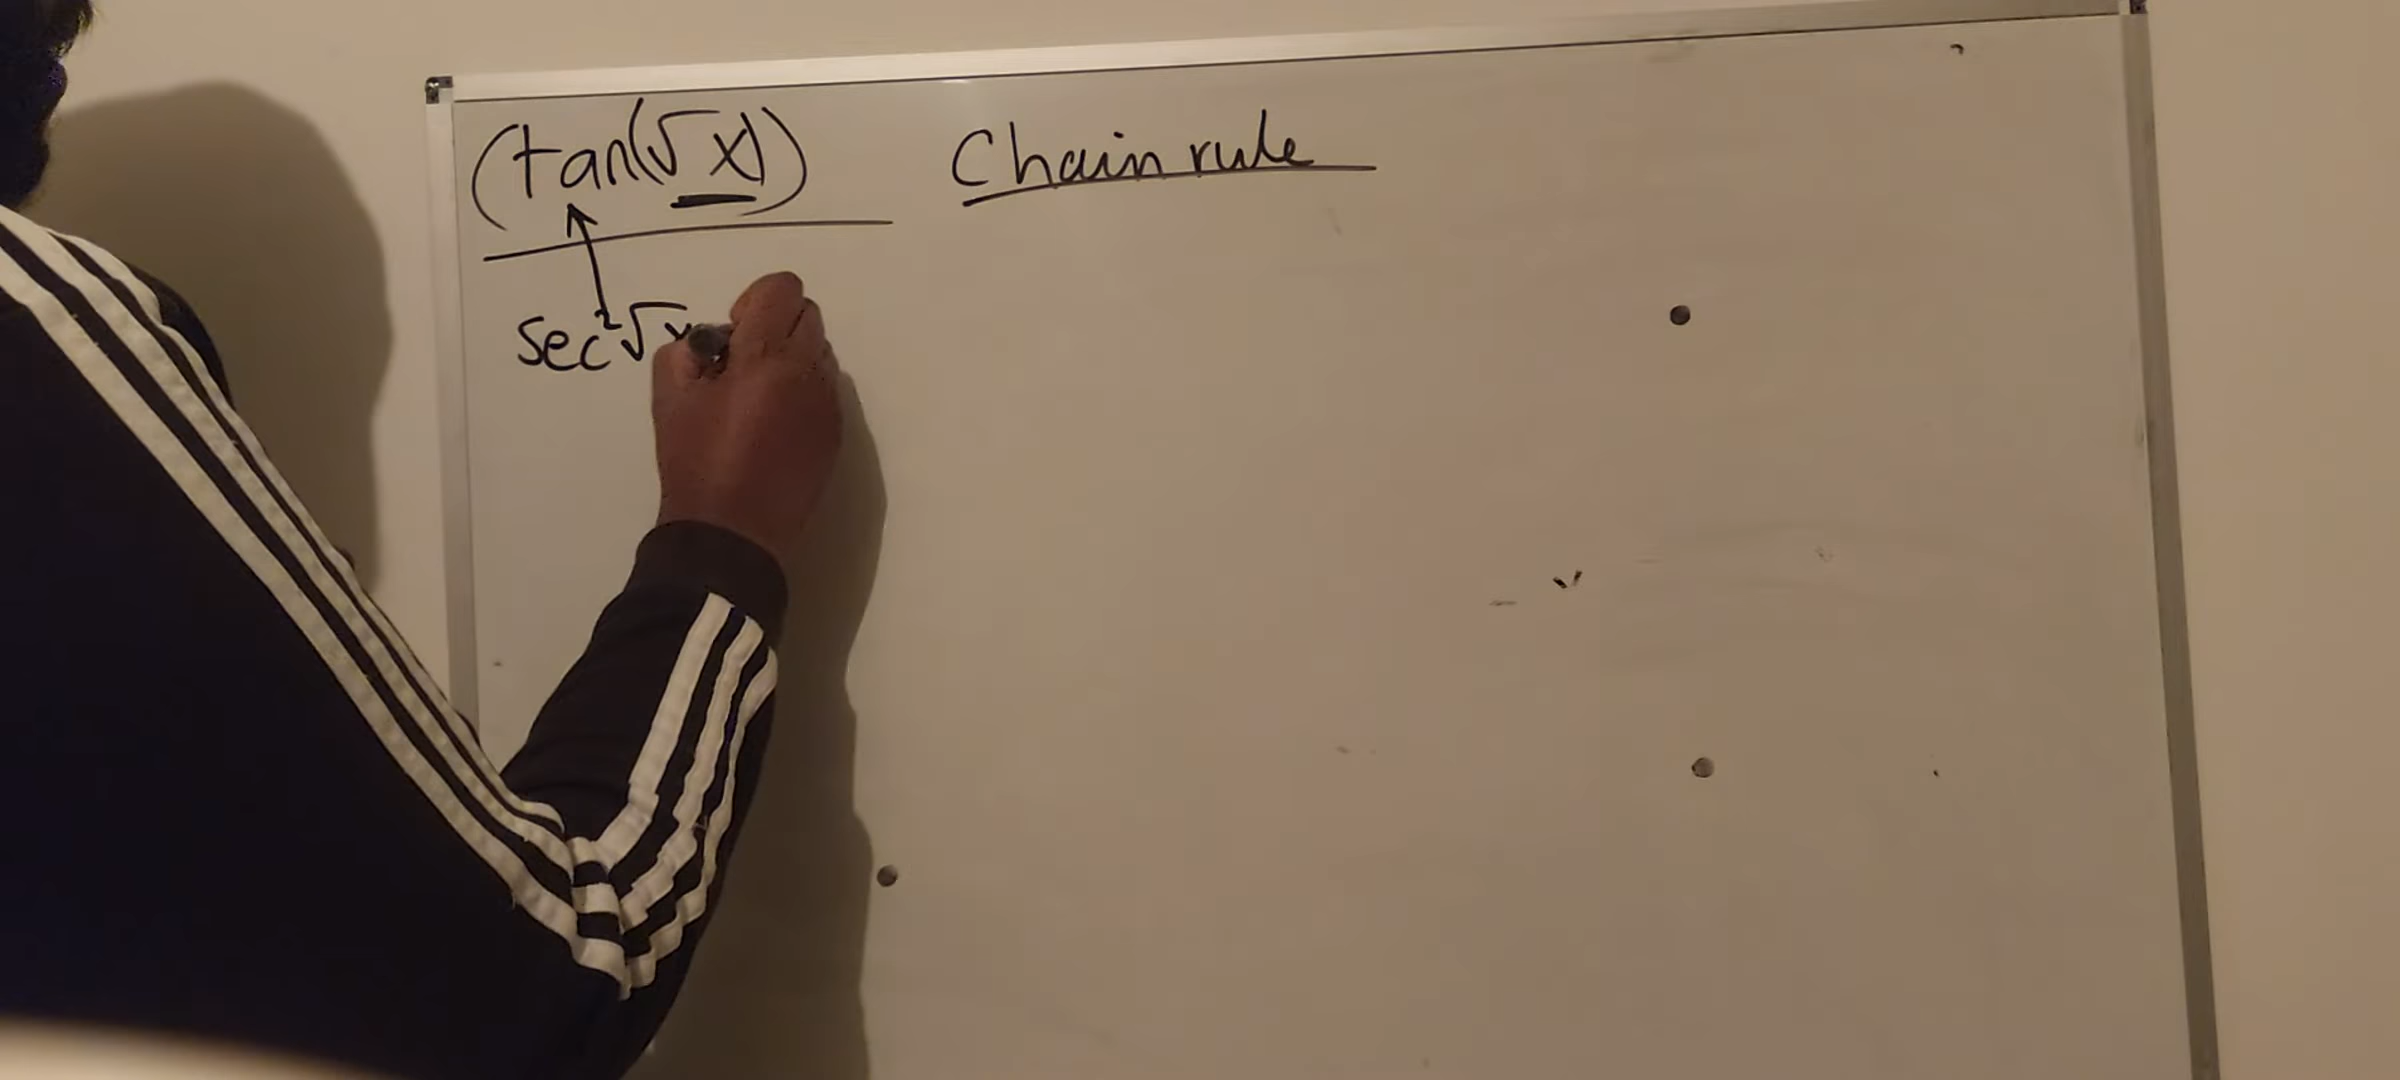 (tan(√x)) Chain rule
sec²√x